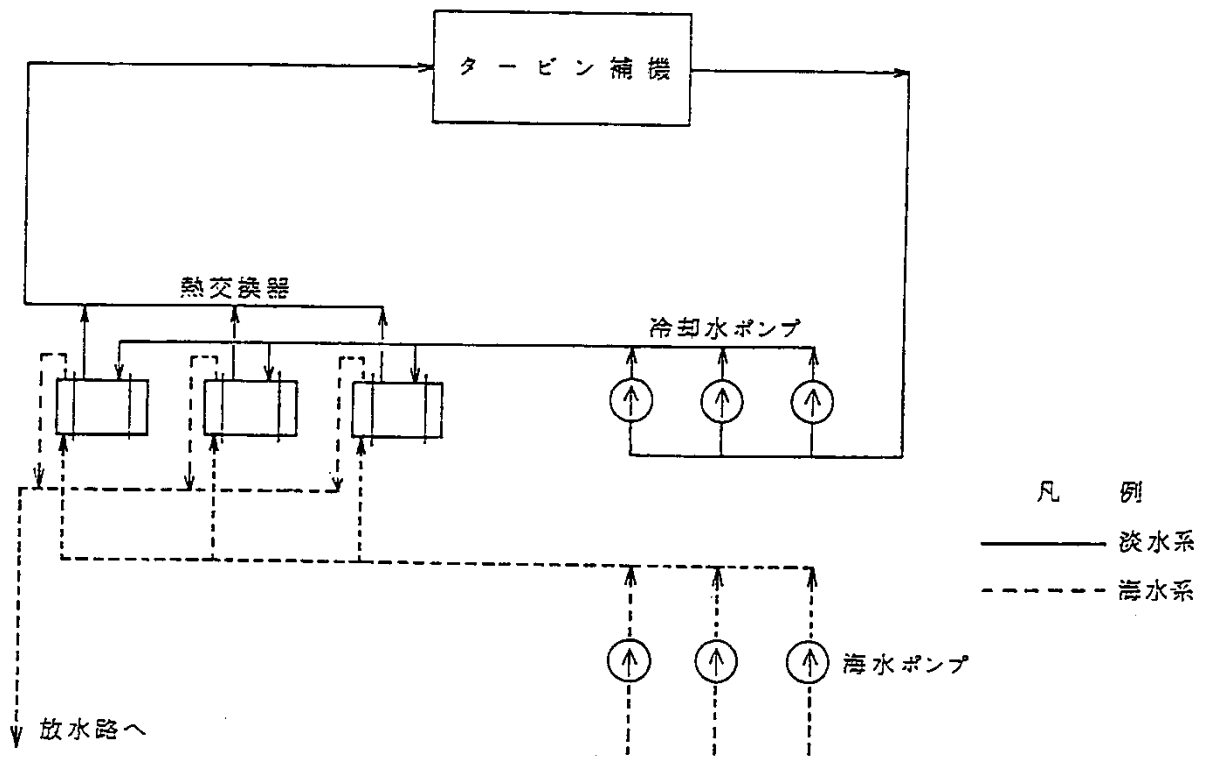 タービン補機
熱交換器
冷却水ポンプ
凡 例
淡水系
海水系
海水ポンプ
放水路へ